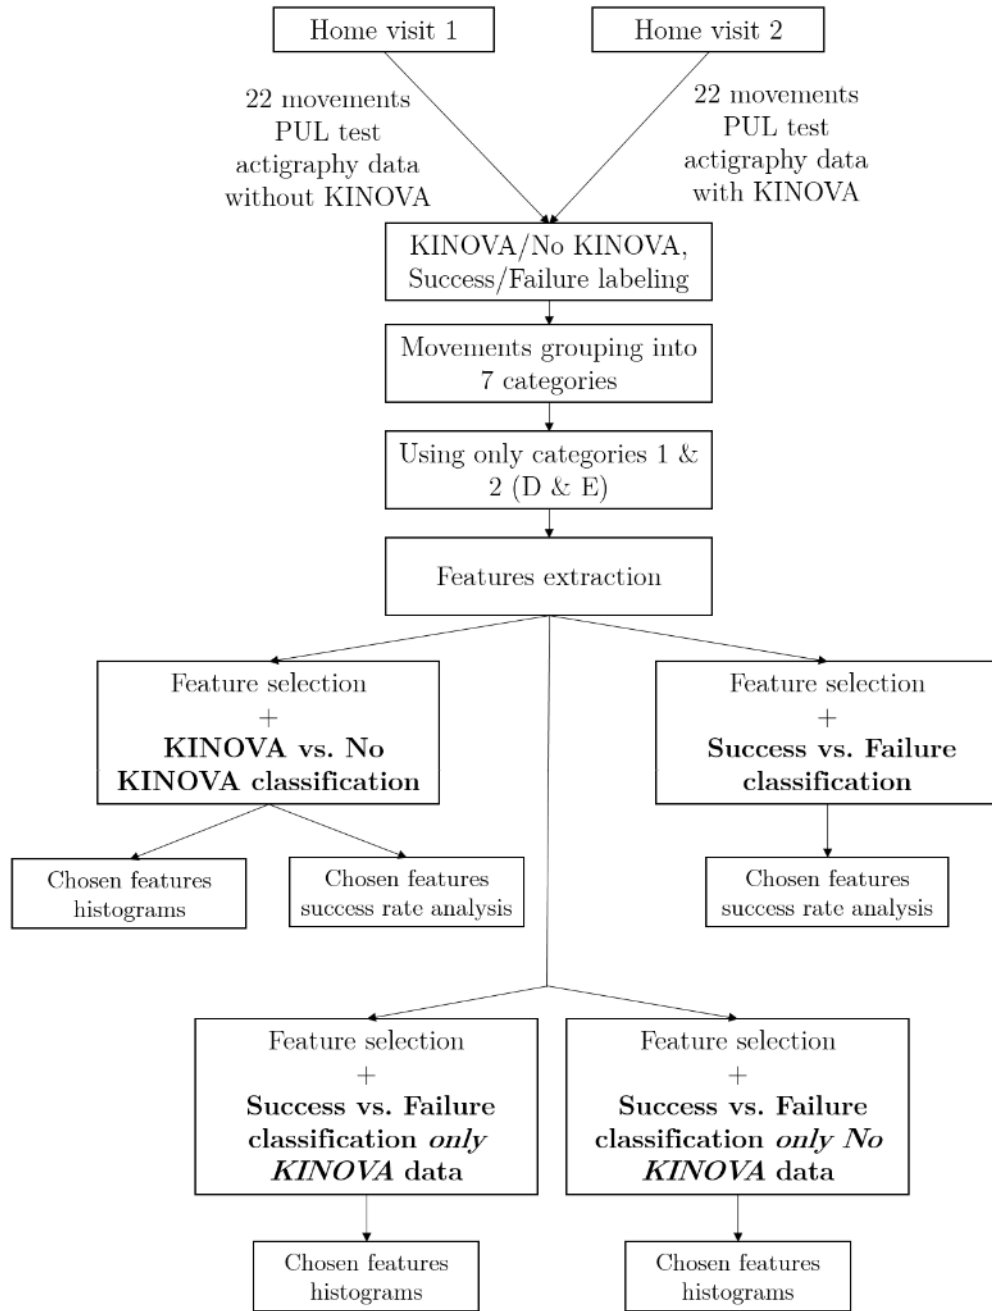 Home visit 1
Home visit 2
22 movements
PUL test
actigraphy data
without KINOVA
22 movements
PUL test
actigraphy data
with KINOVA
KINOVA/No KINOVA,
Success/Failure labeling
Movements grouping into
7 categories
Using only categories 1 &
2 (D & E)
Features extraction
Feature selection
+
KINOVA vs. No
KINOVA classification
Feature selection
+
Success vs. Failure
classification
Chosen features
histograms
Chosen features
success rate analysis
Chosen features
success rate analysis
Feature selection
+
Success vs. Failure
classification only
KINOVA data
Feature selection
+
Success vs. Failure
classification only No
KINOVA data
Chosen features
histograms
Chosen features
histograms